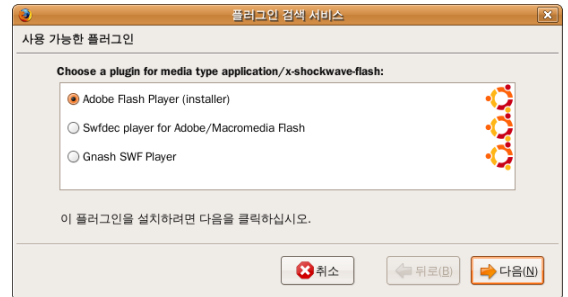 플러그인 검색 서비스
사용 가능한 플러그인
Choose a plugin for media type application/x-shockwave-flash:
Adobe Flash Player (installer)
Swfdec player for Adobe/Macromedia Flash
Gnash SWF Player
이 플러그인을 설치하려면 다음을 클릭하십시오.
취소 뒤로(B) 다음(N)